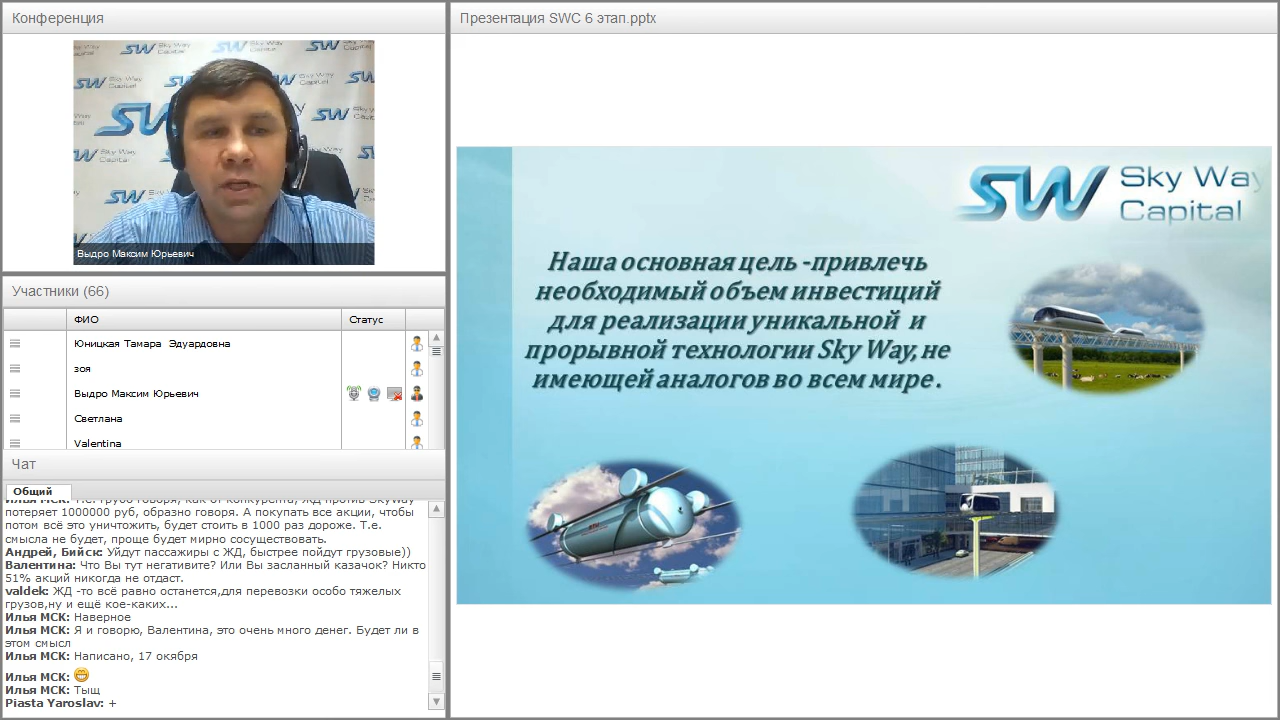 Конференция
Sky Way
Capital
SW
Выдро Максим Юрьевич
Участники (66)
ФИО
Статус
Юницкая Тамара Эдуардовна
зоя
Выдро Максим Юрьевич
Светлана
Valentina
Чат
Общий
потеряет 1000000 руб, образно говоря. А покупать все акции, чтобы
потом всё это уничтожить, будет стоить в 1000 раз дороже. Т.е.
смысла не будет, проще будет мирно сосуществовать.
Андрей, Бийск: Уйдут пассажиры с ЖД, быстрее пойдут грузовые))
Валентина: Что Вы тут негативите? Или Вы засланный казачок? Никто
51% акций никогда не отдаст.
valdek: ЖД -то всё равно останется,для перевозки особо тяжелых
грузов,ну и ещё кое-каких...
Илья МСК: Наверное
Илья МСК: Я и говорю, Валентина, это очень много денег. Будет ли в
этом смысл
Илья МСК: Написано, 17 окября
Илья МСК:
Илья МСК: Тыщ
Piasta Yaroslav: +
Презентация SWC 6 этап.pptx
SW Sky Way
Capital
Наша основная цель -привлечь
необходимый объем инвестиций
для реализации уникальной и
прорывной технологии Sky Way, не
имеющей аналогов во всем мире .